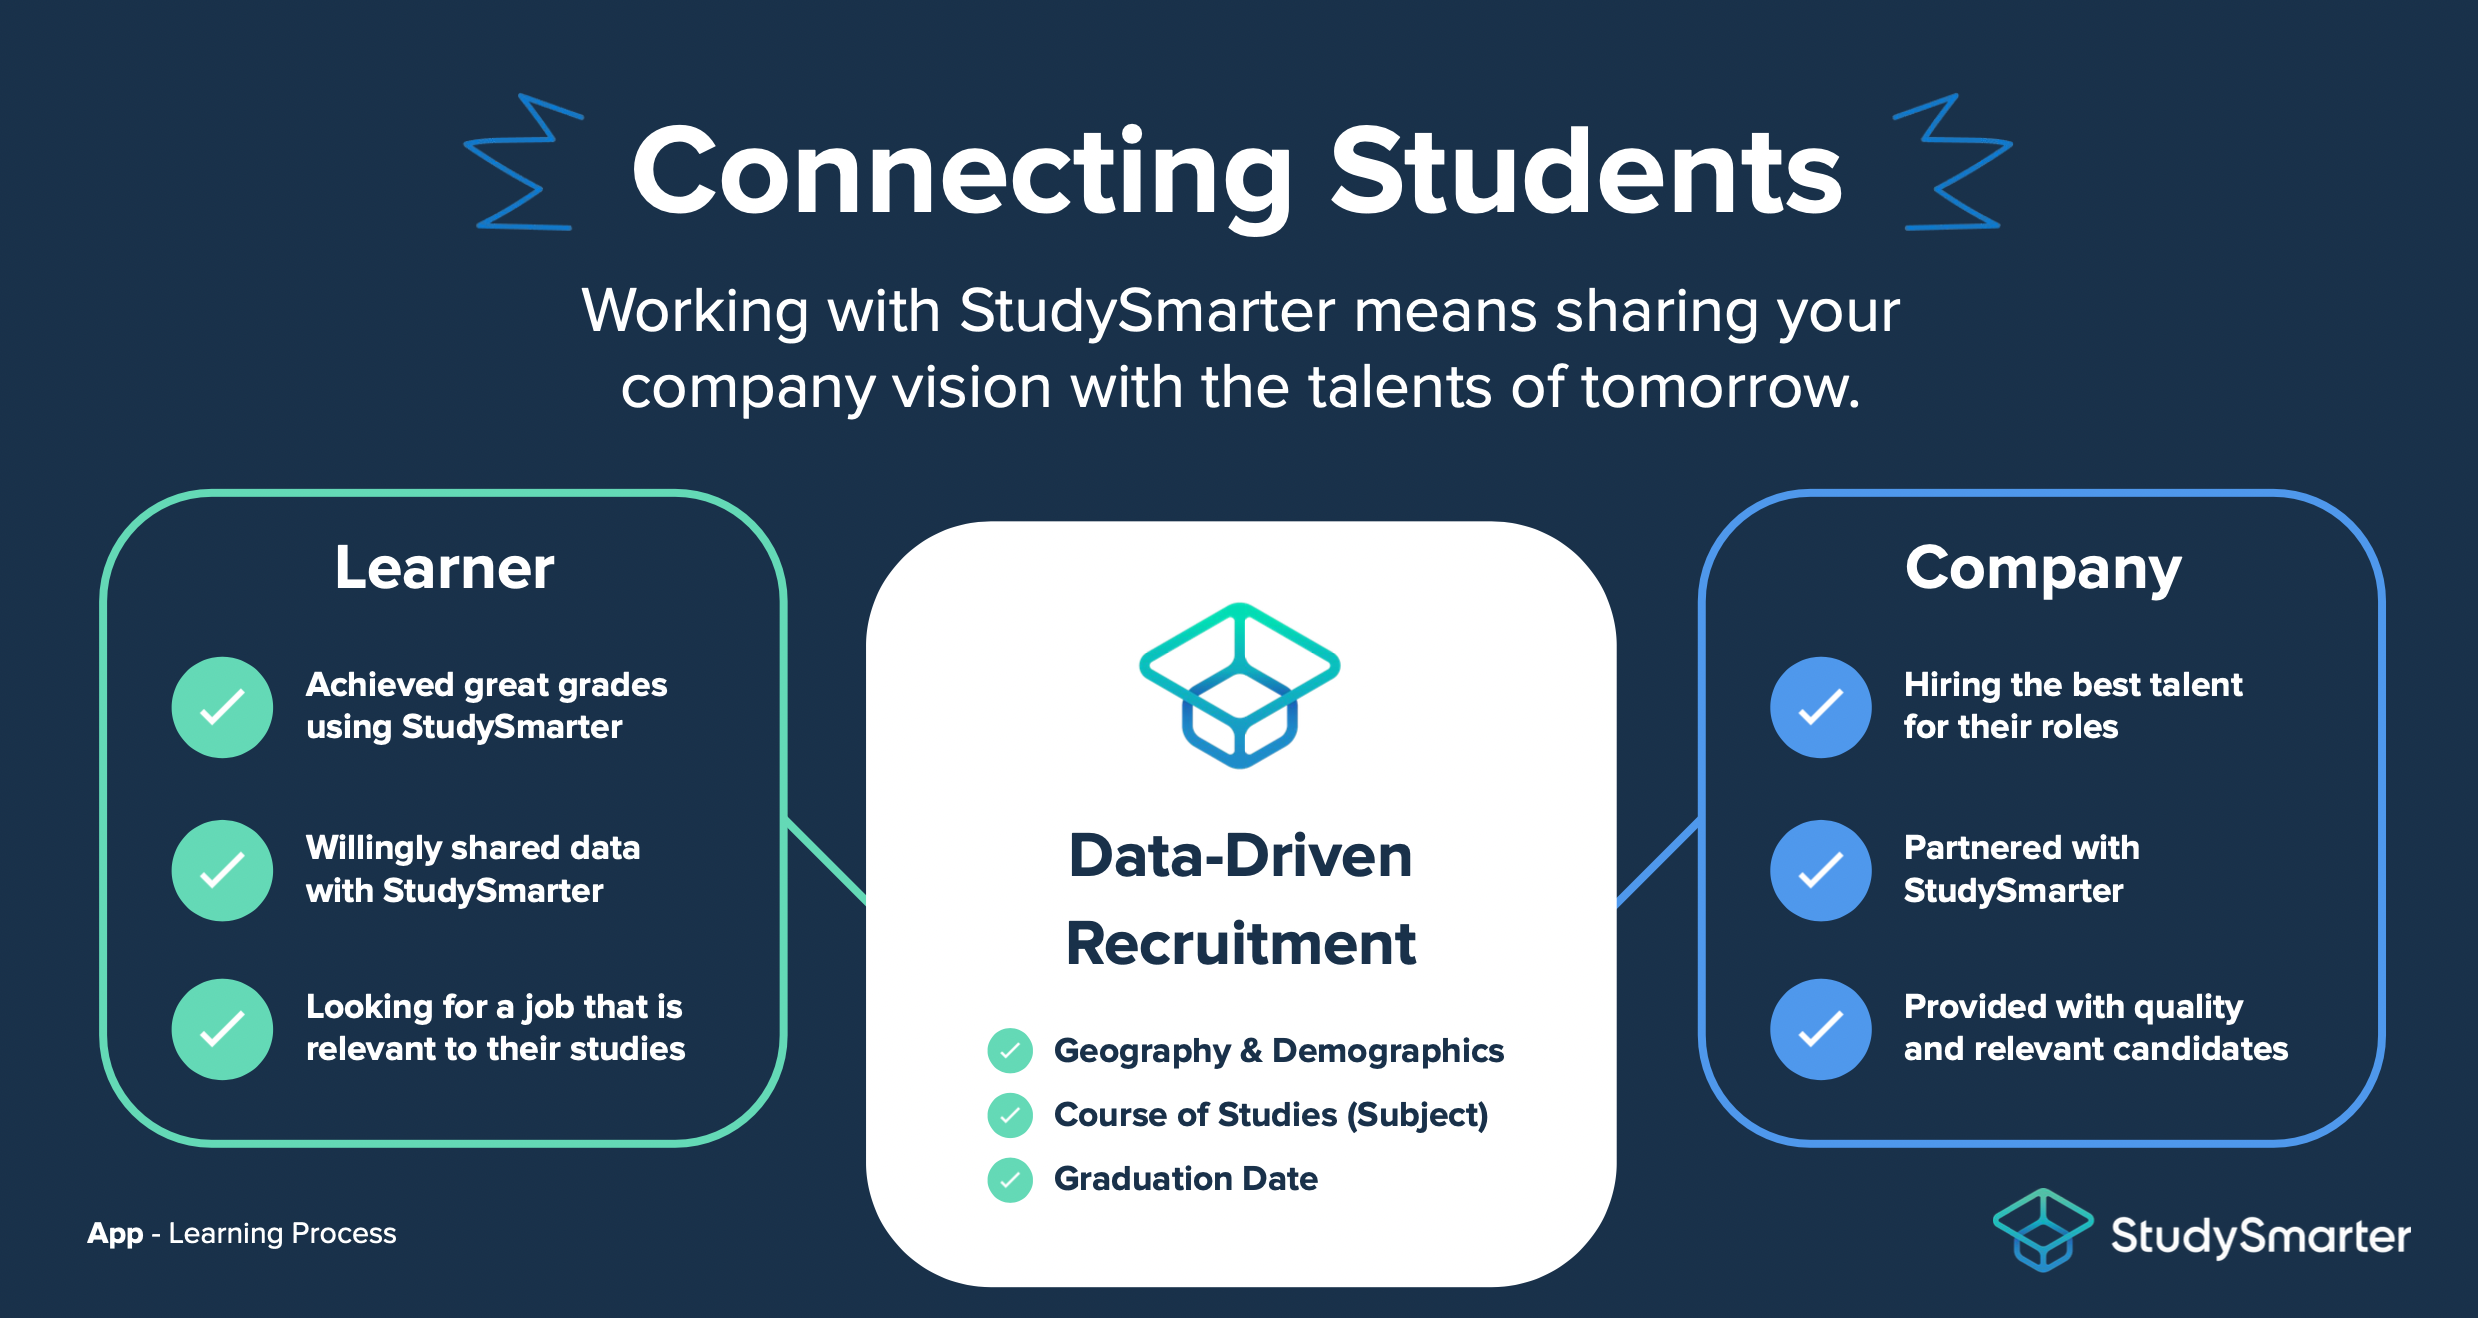 Connecting Students
Working with StudySmarter means sharing your
company vision with the talents of tomorrow.
Learner
Achieved great grades
using StudySmarter
Willingly shared data
with StudySmarter
Looking for a job that is
relevant to their studies
Data-Driven
Recruitment
Geography & Demographics
Course of Studies (Subject)
Graduation Date
Company
Hiring the best talent
for their roles
Partnered with
StudySmarter
Provided with quality
and relevant candidates
App - Learning Process
StudySmarter